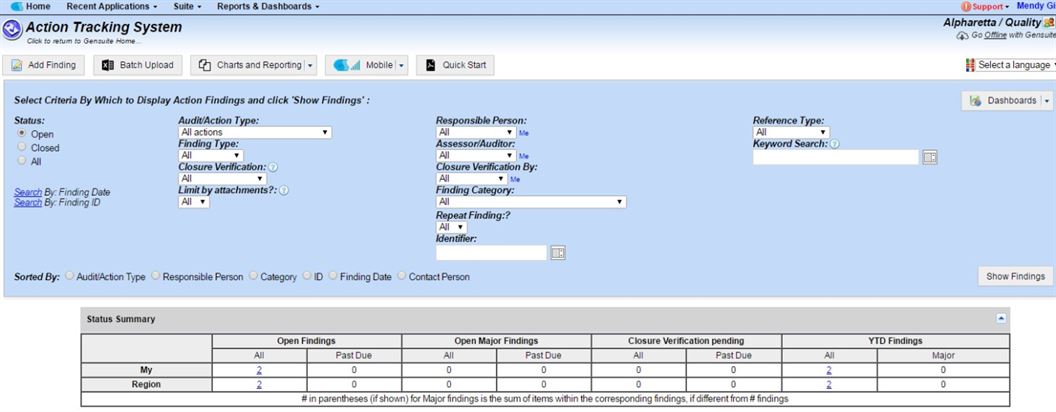 Home Recent Applications Suite Reports & Dashboards Support Mendy Gi
Action Tracking System Alpharetta / Quality
Click to return to Gensuite Home... Go Offline with Gensuite
Add Finding Batch Upload Charts and Reporting Mobile Quick Start Select a language
Select Criteria By Which to Display Action Findings and click 'Show Findings' : Dashboards
Status: Audit/Action Type: Responsible Person: Reference Type:
Open All actions All Me All
Closed Finding Type: Assessor/Auditor: Keyword Search: ?
All All All Me
Closure Verification: ? Closure Verification By:
All All Me
Search By: Finding Date Limit by attachments?: ? Finding Category:
Search By: Finding ID All All
Repeat Finding:?
All
Identifier:
Sorted By: Audit/Action Type Responsible Person Category ID Finding Date Contact Person Show Findings
Status Summary
Open Findings Open Major Findings Closure Verification pending YTD Findings
All Past Due All Past Due All Past Due All Major
My 2 0 0 0 0 0 2 0
Region 2 0 0 0 0 0 2 0
# in parentheses (if shown) for Major findings is the sum of items within the corresponding findings, if different from # findings